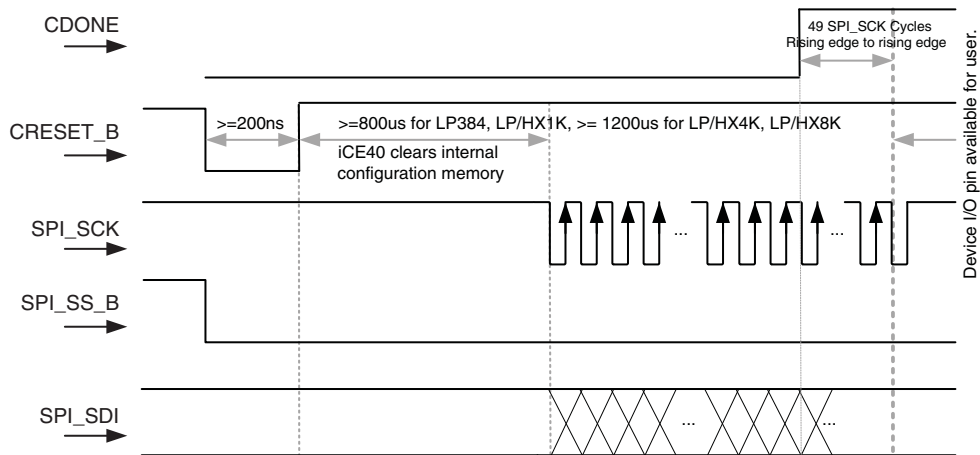 CDONE
49 SPI_SCK Cycles
Rising edge to rising edge
CRESET_B
>=200ns
>=800us for LP384, LP/HX1K, >= 1200us for LP/HX4K, LP/HX8K
iCE40 clears internal
configuration memory
SPI_SCK
...
...
SPI_SS_B
SPI_SDI
...
...
Device I/O pin available for user.